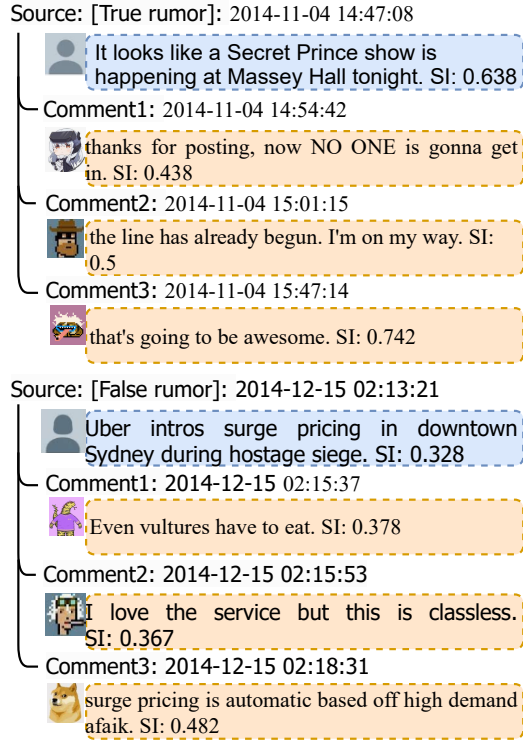 Source: [True rumor]: 2014-11-04 14:47:08
It looks like a Secret Prince show is
happening at Massey Hall tonight. SI: 0.638
Comment1: 2014-11-04 14:54:42
thanks for posting, now NO ONE is gonna get
in. SI: 0.438
Comment2: 2014-11-04 15:01:15
the line has already begun. I'm on my way. SI:
0.5
Comment3: 2014-11-04 15:47:14
that's going to be awesome. SI: 0.742
Source: [False rumor]: 2014-12-15 02:13:21
Uber intros surge pricing in downtown
Sydney during hostage siege. SI: 0.328
Comment1: 2014-12-15 02:15:37
Even vultures have to eat. SI: 0.378
Comment2: 2014-12-15 02:15:53
I love the service but this is classless.
SI: 0.367
Comment3: 2014-12-15 02:18:31
surge pricing is automatic based off high demand
afaik. SI: 0.482